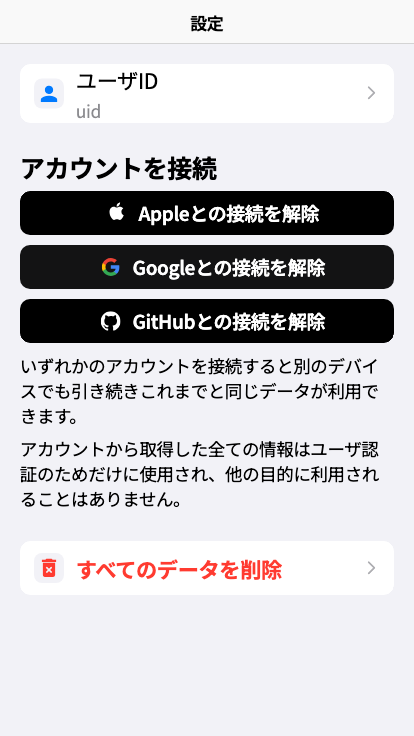 設定
ユーザID
uid
アカウントを接続
Appleとの接続を解除
Googleとの接続を解除
GitHubとの接続を解除
いずれかのアカウントを接続すると別のデバイ
スでも引き続きこれまでと同じデータが利用で
きます。
アカウントから取得した全ての情報はユーザ認
証のためだけに使用され、他の目的に利用され
ることはありません。
すべてのデータを削除